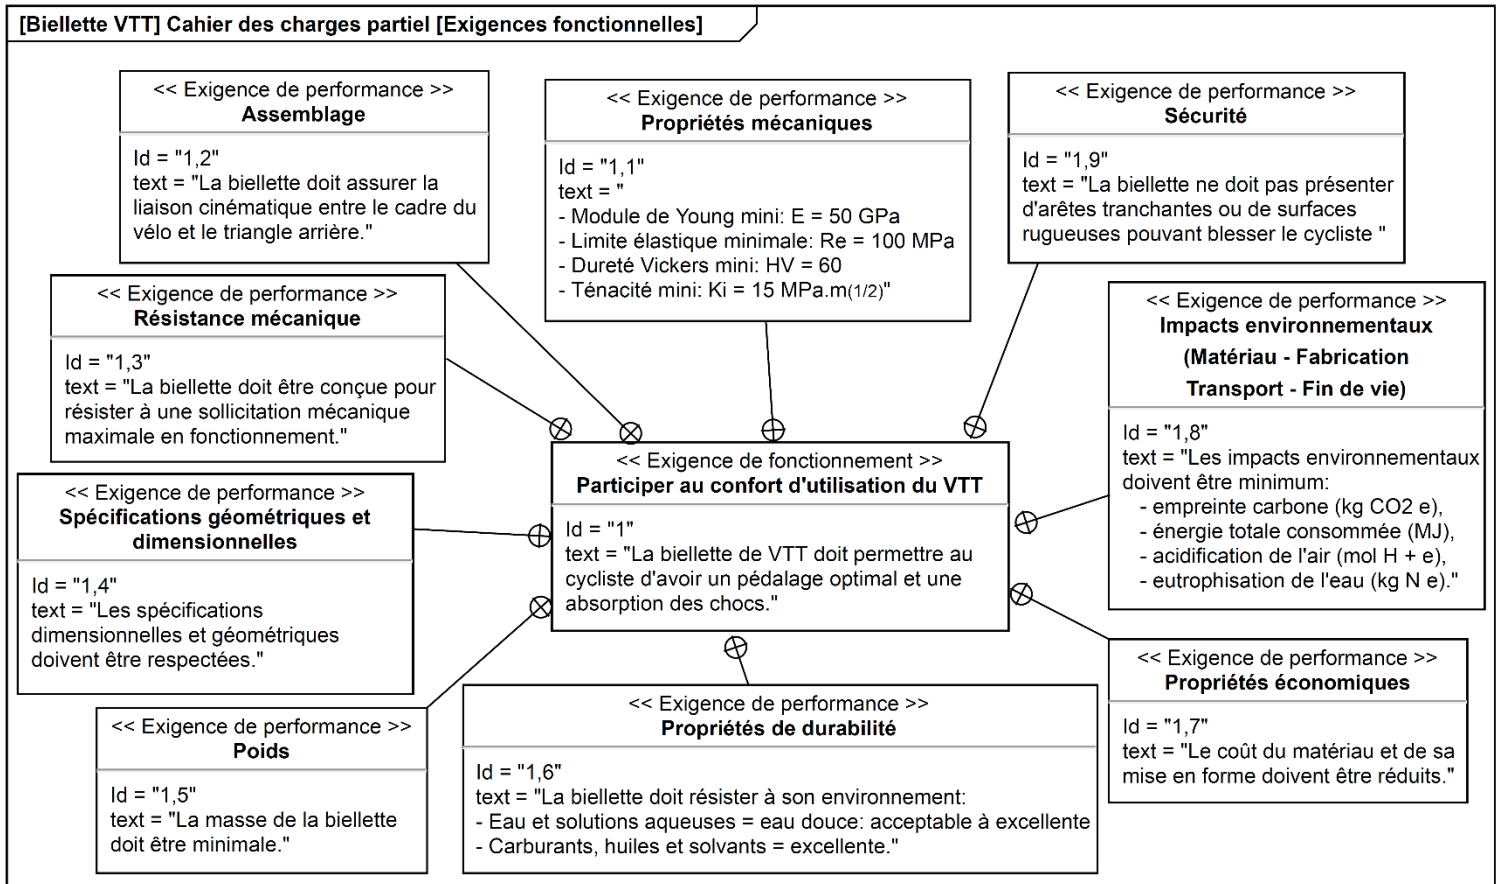 [Biellette VTT] Cahier des charges partiel [Exigences fonctionnelles]
<< Exigence de performance >>
Assemblage
Id = "1,2"
text = "La biellette doit assurer la
liaison cinématique entre le cadre du
vélo et le triangle arrière."
<< Exigence de performance >>
Propriétés mécaniques
Id = "1,1"
text = "
- Module de Young mini: E = 50 GPa
- Limite élastique minimale: Re = 100 MPa
- Dureté Vickers mini: HV = 60
- Ténacité mini: Ki = 15 MPa.m(1/2)"
<< Exigence de performance >>
Sécurité
Id = "1,9"
text = "La biellette ne doit pas présenter
d'arêtes tranchantes ou de surfaces
rugueuses pouvant blesser le cycliste "
<< Exigence de performance >>
Résistance mécanique
Id = "1,3"
text = "La biellette doit être conçue pour
résister à une sollicitation mécanique
maximale en fonctionnement."
<< Exigence de performance >>
Impacts environnementaux
(Matériau - Fabrication
Transport - Fin de vie)
Id = "1,8"
text = "Les impacts environnementaux
doivent être minimum:
- empreinte carbone (kg CO2 e),
- énergie totale consommée (MJ),
- acidification de l'air (mol H + e),
- eutrophisation de l'eau (kg N e)."
<< Exigence de fonctionnement >>
Participer au confort d'utilisation du VTT
Id = "1"
text = "La biellette de VTT doit permettre au
cycliste d'avoir un pédalage optimal et une
absorption des chocs."
<< Exigence de performance >>
Spécifications géométriques et
dimensionnelles
Id = "1,4"
text = "Les spécifications
dimensionnelles et géométriques
doivent être respectées."
<< Exigence de performance >>
Propriétés économiques
Id = "1,7"
text = "Le coût du matériau et de sa
mise en forme doivent être réduits."
<< Exigence de performance >>
Propriétés de durabilité
Id = "1,6"
text = "La biellette doit résister à son environnement:
- Eau et solutions aqueuses = eau douce: acceptable à excellente
- Carburants, huiles et solvants = excellente."
<< Exigence de performance >>
Poids
Id = "1,5"
text = "La masse de la biellette
doit être minimale."